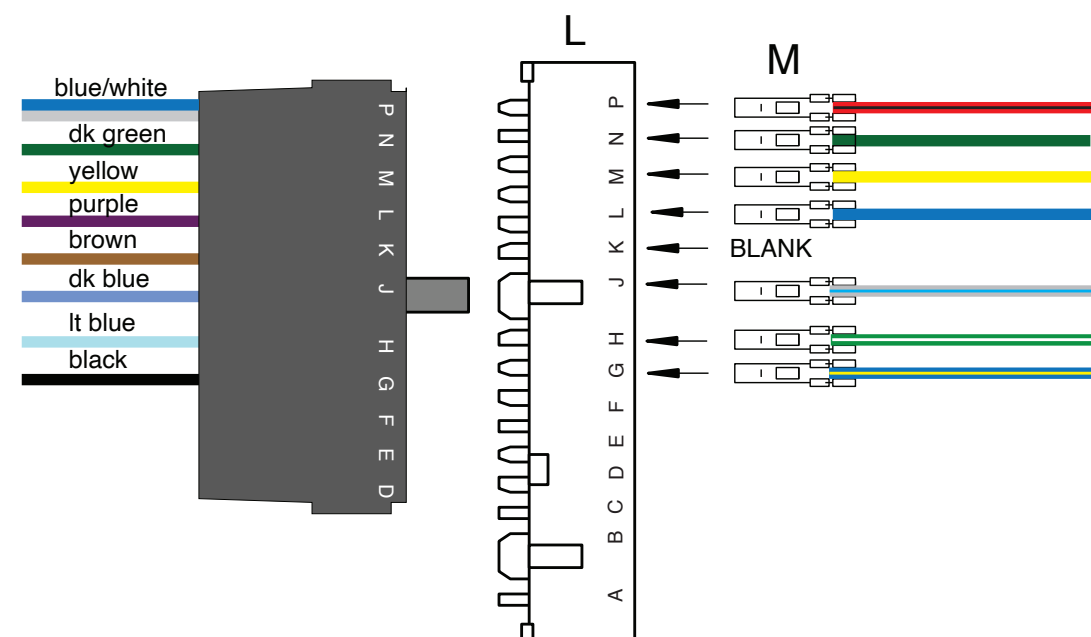 L
M
blue/white
dk green
yellow
purple
brown
dk blue
lt blue
black
P
N
M
L
K
J
H
G
F
E
D
P
N
M
L
K
J
H
G
F
E
D
C
B
A
BLANK